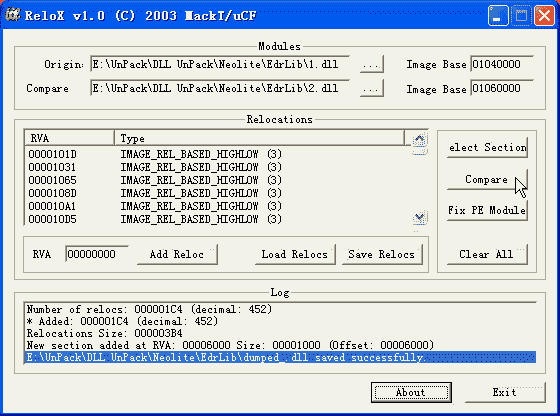 ReloX v1.0 (C) 2003 MackT/uCF
Modules
Origin: E:\UnPack\DLL UnPack\Neolite\EdrLib\1.dll ... Image Base 01040000
Compare E:\UnPack\DLL UnPack\Neolite\EdrLib\2.dll ... Image Base 01060000
Relocations
RVA Type
0000101D IMAGE_REL_BASED_HIGHLOW (3)
00001031 IMAGE_REL_BASED_HIGHLOW (3)
00001065 IMAGE_REL_BASED_HIGHLOW (3)
0000108D IMAGE_REL_BASED_HIGHLOW (3)
000010A1 IMAGE_REL_BASED_HIGHLOW (3)
000010D5 IMAGE_REL_BASED_HIGHLOW (3)
elect Section
Compare
Fix PE Module
RVA 00000000 Add Reloc Load Relocs Save Relocs Clear All
Log
Number of relocs: 000001C4 (decimal: 452)
* Added: 000001C4 (decimal: 452)
Relocations Size: 000003B4
New section added at RVA: 00006000 Size: 00001000 (Offset: 00006000)
E:\UnPack\DLL UnPack\Neolite\EdrLib\dumped_.dll saved successfully.
About Exit